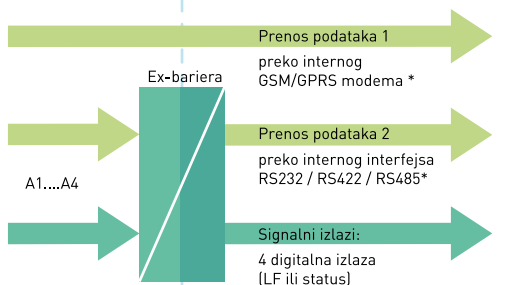 Prenos podataka 1
preko internog
GSM/GPRS modema *
Ex-bariera
Prenos podataka 2
preko internog interfejsa
RS232 / RS422 / RS485*
A1....A4
Signalni izlazi:
4 digitalna izlaza
(LF ili status)